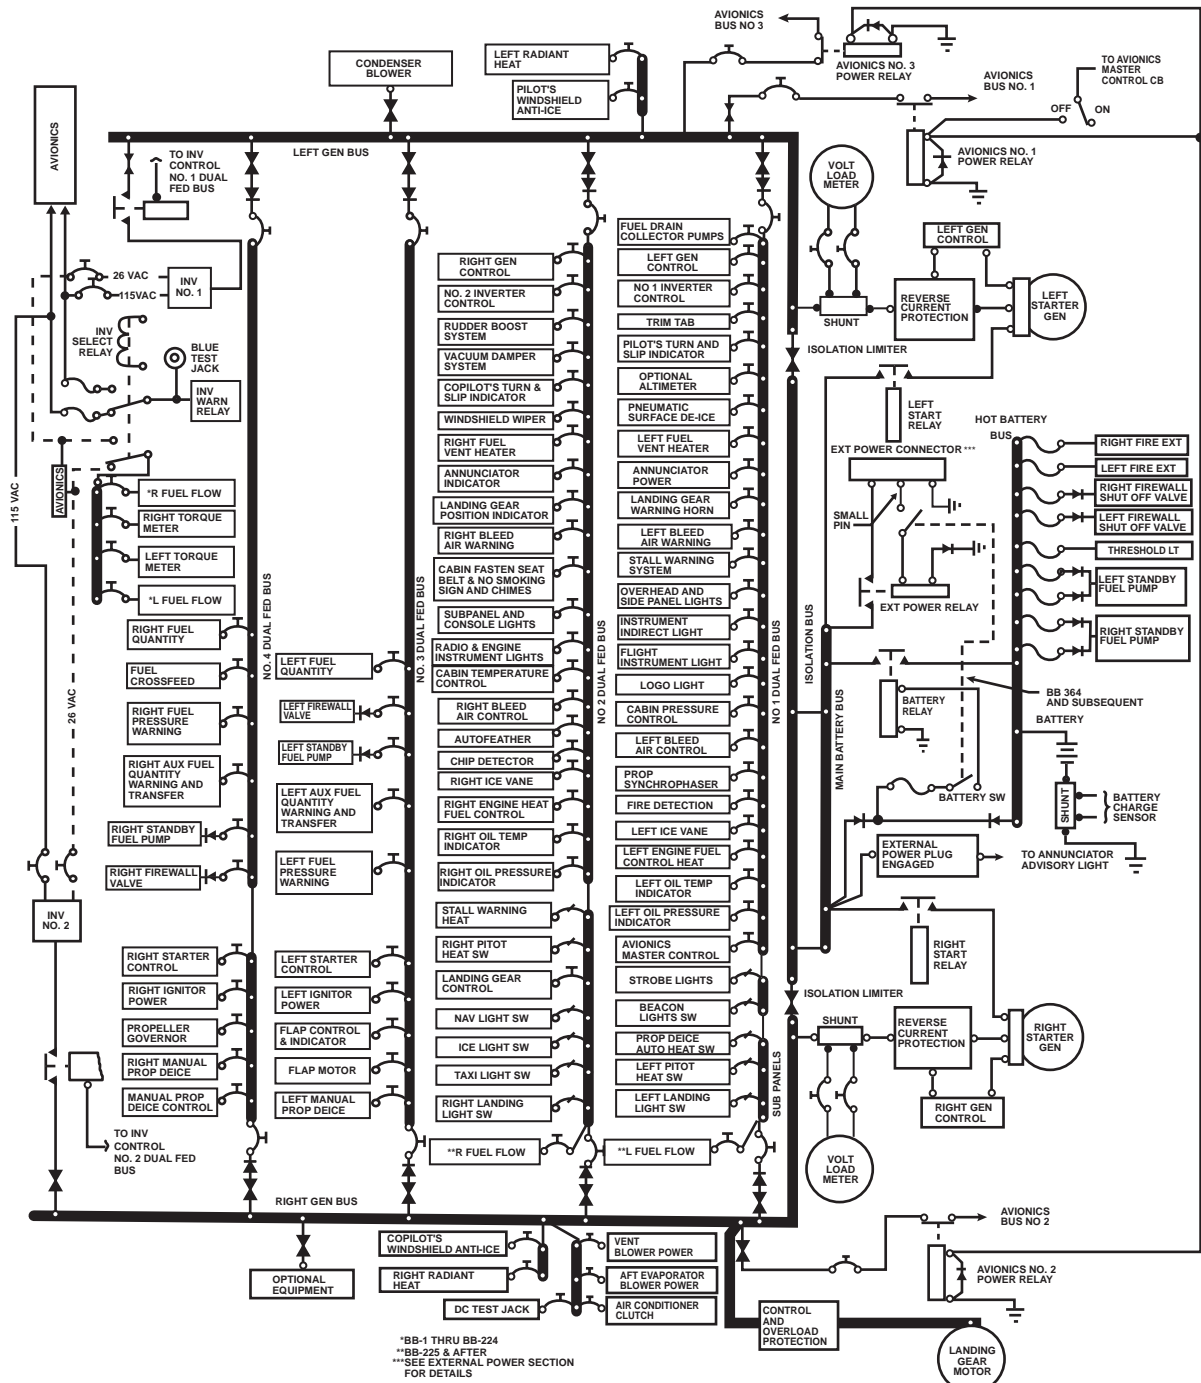 AVIONICS
BUS NO 3
AVIONICS NO. 3
POWER RELAY
TO AVIONICS
MASTER
CONTROL CB
OFF
ON
AVIONICS
BUS NO. 1
AVIONICS NO. 1
POWER RELAY
CONDENSER
BLOWER
LEFT RADIANT
HEAT
PILOT'S
WINDSHIELD
ANTI-ICE
AVIONICS
TO INV
CONTROL
NO. 1 DUAL
FED BUS
LEFT GEN BUS
26 VAC
115VAC
INV
NO. 1
INV
SELECT
RELAY
BLUE
TEST
JACK
INV
WARN
RELAY
115 VAC
AVIONICS
26 VAC
*R FUEL FLOW
RIGHT TORQUE
METER
LEFT TORQUE
METER
*L FUEL FLOW
RIGHT FUEL
QUANTITY
FUEL
CROSSFEED
RIGHT FUEL
PRESSURE
WARNING
RIGHT AUX FUEL
QUANTITY
WARNING AND
TRANSFER
RIGHT STANDBY
FUEL PUMP
RIGHT FIREWALL
VALVE
INV
NO. 2
RIGHT STARTER
CONTROL
RIGHT IGNITOR
POWER
PROPELLER
GOVERNOR
RIGHT MANUAL
PROP DEICE
MANUAL PROP
DEICE CONTROL
TO INV
CONTROL
NO. 2 DUAL FED
BUS
NO. 4 DUAL FED BUS
LEFT FUEL
QUANTITY
LEFT FIREWALL
VALVE
LEFT STANDBY
FUEL PUMP
LEFT AUX FUEL
QUANTITY
WARNING AND
TRANSFER
LEFT FUEL
PRESSURE
WARNING
LEFT STARTER
CONTROL
LEFT IGNITOR
POWER
FLAP CONTROL
& INDICATOR
FLAP MOTOR
LEFT MANUAL
PROP DEICE
NO. 3 DUAL FED BUS
RIGHT GEN
CONTROL
NO. 2 INVERTER
CONTROL
RUDDER BOOST
SYSTEM
VACUUM DAMPER
SYSTEM
COPILOT'S TURN &
SLIP INDICATOR
WINDSHIELD WIPER
RIGHT FUEL
VENT HEATER
ANNUNCIATOR
INDICATOR
LANDING GEAR
POSITION INDICATOR
RIGHT BLEED
AIR WARNING
CABIN FASTEN SEAT
BELT & NO SMOKING
SIGN AND CHIMES
SUBPANEL AND
CONSOLE LIGHTS
RADIO & ENGINE
INSTRUMENT LIGHTS
CABIN TEMPERATURE
CONTROL
RIGHT BLEED
AIR CONTROL
AUTOFEATHER
CHIP DETECTOR
RIGHT ICE VANE
RIGHT ENGINE HEAT
FUEL CONTROL
RIGHT OIL TEMP
INDICATOR
RIGHT OIL PRESSURE
INDICATOR
STALL WARNING
HEAT
RIGHT PITOT
HEAT SW
LANDING GEAR
CONTROL
NAV LIGHT SW
ICE LIGHT SW
TAXI LIGHT SW
RIGHT LANDING
LIGHT SW
**R FUEL FLOW
NO 2 DUAL FED BUS
FUEL DRAIN
COLLECTOR PUMPS
LEFT GEN
CONTROL
NO 1 INVERTER
CONTROL
TRIM TAB
PILOT'S TURN AND
SLIP INDICATOR
OPTIONAL
ALTIMETER
PNEUMATIC
SURFACE DE-ICE
LEFT FUEL
VENT HEATER
ANNUNCIATOR
POWER
LANDING GEAR
WARNING HORN
LEFT BLEED
AIR WARNING
STALL WARNING
SYSTEM
OVERHEAD AND
SIDE PANEL LIGHTS
INSTRUMENT
INDIRECT LIGHT
FLIGHT
INSTRUMENT LIGHT
LOGO LIGHT
CABIN PRESSURE
CONTROL
LEFT BLEED
AIR CONTROL
PROP
SYNCHROPHASER
FIRE DETECTION
LEFT ICE VANE
LEFT ENGINE FUEL
CONTROL HEAT
LEFT OIL TEMP
INDICATOR
LEFT OIL PRESSURE
INDICATOR
AVIONICS
MASTER CONTROL
STROBE LIGHTS
BEACON
LIGHTS SW
PROP DEICE
AUTO HEAT SW
LEFT PITOT
HEAT SW
LEFT LANDING
LIGHT SW
**L FUEL FLOW
NO 1 DUAL FED BUS
SUB PANELS
VOLT
LOAD
METER
LEFT GEN
CONTROL
SHUNT
REVERSE
CURRENT
PROTECTION
LEFT
STARTER
GEN
ISOLATION LIMITER
LEFT
START
RELAY
HOT BATTERY
BUS
EXT POWER CONNECTOR ***
SMALL
PIN
EXT POWER RELAY
RIGHT FIRE EXT
LEFT FIRE EXT
RIGHT FIREWALL
SHUT OFF VALVE
LEFT FIREWALL
SHUT OFF VALVE
THRESHOLD LT
LEFT STANDBY
FUEL PUMP
RIGHT STANDBY
FUEL PUMP
ISOLATION BUS
MAIN BATTERY BUS
BATTERY
RELAY
BB 364
AND SUBSEQUENT
BATTERY
BATTERY SW
SHUNT
BATTERY
CHARGE
SENSOR
EXTERNAL
POWER PLUG
ENGAGED
TO ANNUNCIATOR
ADVISORY LIGHT
RIGHT
START
RELAY
ISOLATION LIMITER
SHUNT
REVERSE
CURRENT
PROTECTION
RIGHT
STARTER
GEN
RIGHT GEN
CONTROL
VOLT
LOAD
METER
RIGHT GEN BUS
OPTIONAL
EQUIPMENT
COPILOT'S
WINDSHIELD ANTI-ICE
RIGHT RADIANT
HEAT
DC TEST JACK
VENT
BLOWER POWER
AFT EVAPORATOR
BLOWER POWER
AIR CONDITIONER
CLUTCH
AVIONICS
BUS NO 2
AVIONICS NO. 2
POWER RELAY
CONTROL
AND
OVERLOAD
PROTECTION
LANDING
GEAR
MOTOR
*BB-1 THRU BB-224
**BB-225 & AFTER
***SEE EXTERNAL POWER SECTION
FOR DETAILS